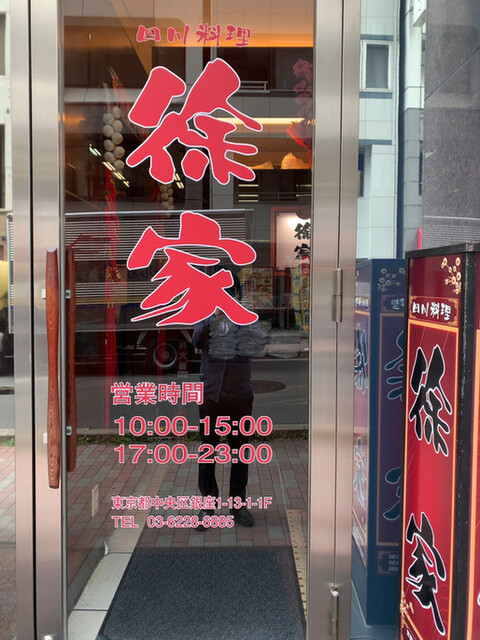 四川料理
徐
家
営業時間
10:00-15:00
17:00-23:00
東京都中央区銀座1-13-1-1F
TEL 03-6228-6885
徐
家
四川料理
徐
家